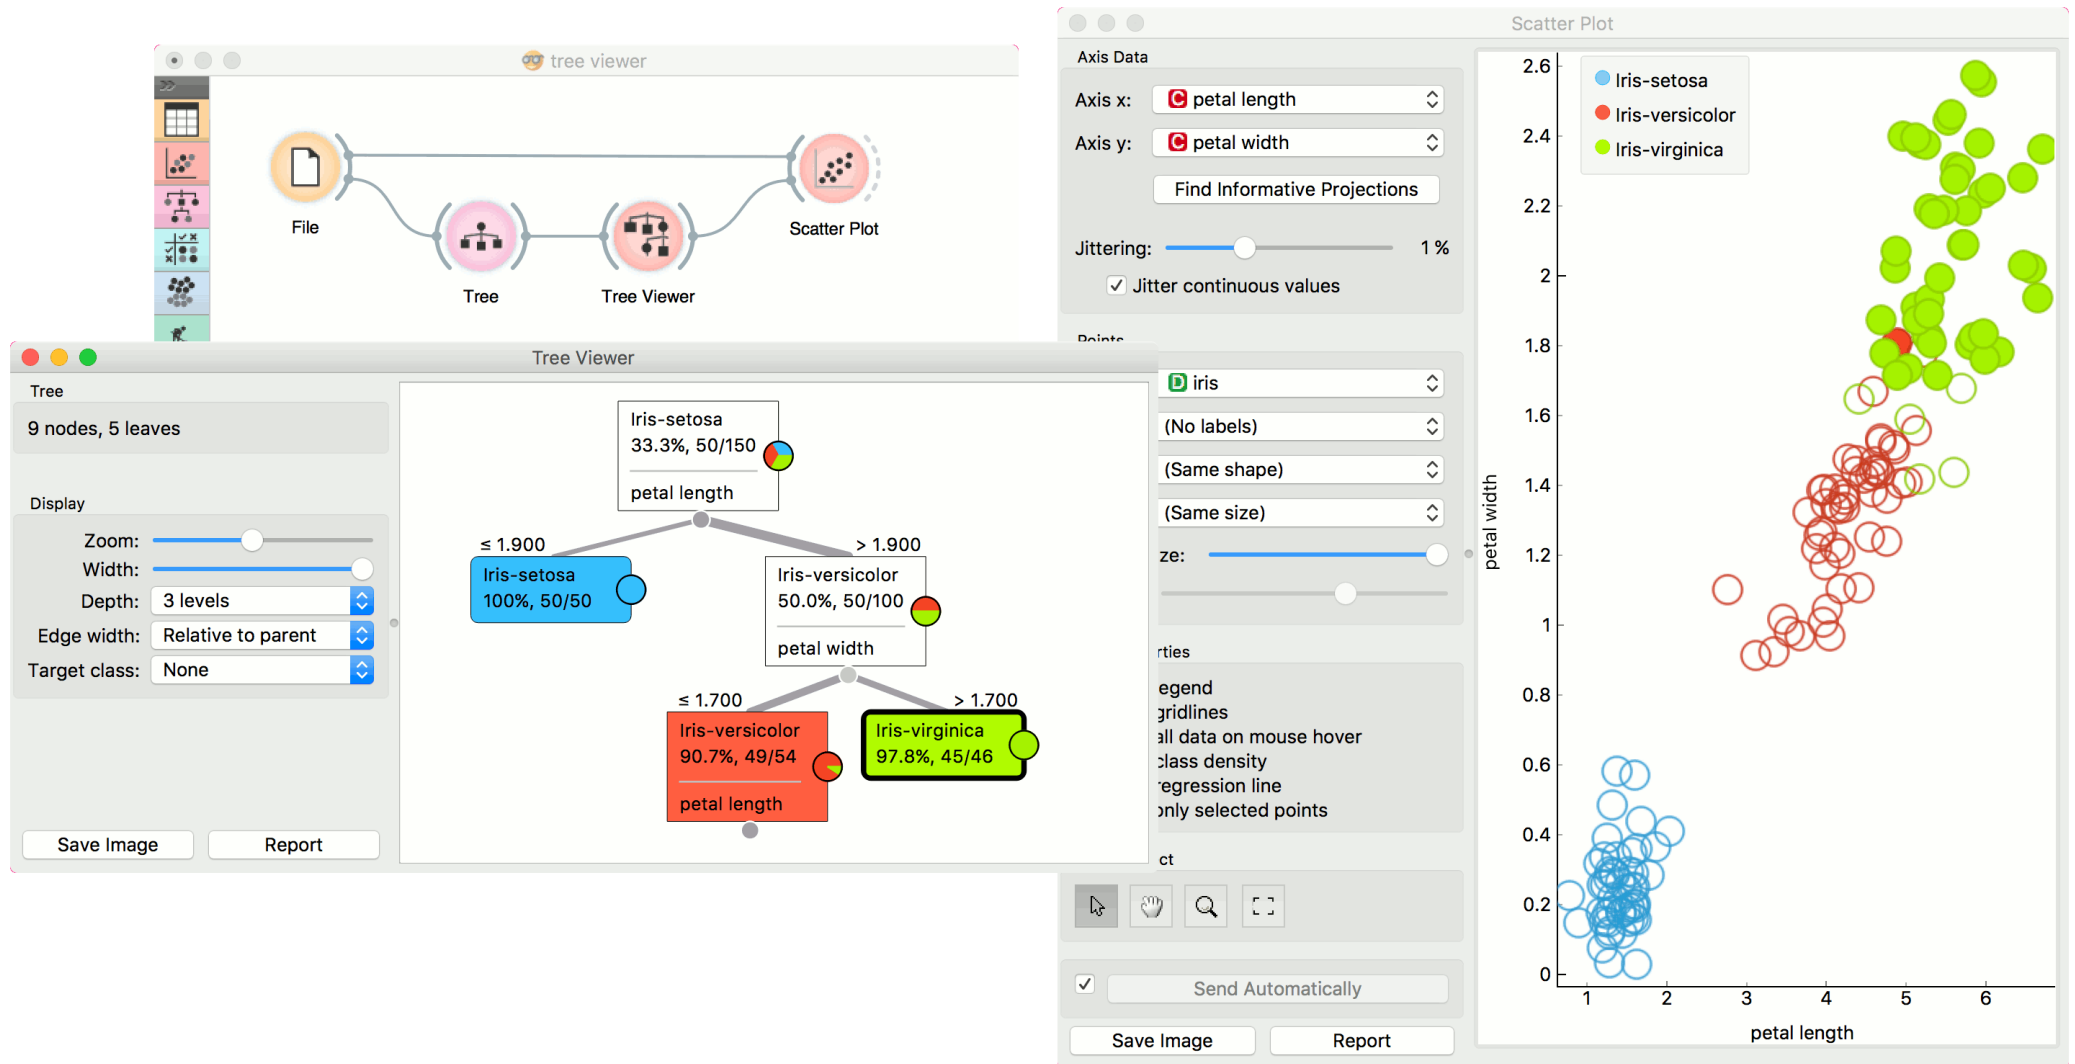 tree viewer
File
Tree
Tree Viewer
Scatter Plot
Tree Viewer
Tree
9 nodes, 5 leaves
Display
Zoom:
Width:
Depth: 3 levels
Edge width: Relative to parent
Target class: None
Save Image Report
Iris-setosa
33.3%, 50/150
petal length
≤ 1.900
> 1.900
Iris-setosa
100%, 50/50
Iris-versicolor
50.0%, 50/100
petal width
≤ 1.700
> 1.700
Iris-versicolor
90.7%, 49/54
petal length
Iris-virginica
97.8%, 45/46
Scatter Plot
Axis Data
Axis x: C petal length
Axis y: C petal width
Find Informative Projections
Jittering: 1 %
Jitter continuous values
Points
D iris
(No labels)
(Same shape)
(Same size)
ze:
rties
egend
gridlines
all data on mouse hover
class density
regression line
only selected points
ct
Send Automatically
Save Image Report
Iris-setosa
Iris-versicolor
Iris-virginica
2.6
2.4
2.2
2
1.8
1.6
1.4
1.2
1
0.8
0.6
0.4
0.2
0
petal width
1 2 3 4 5 6
petal length